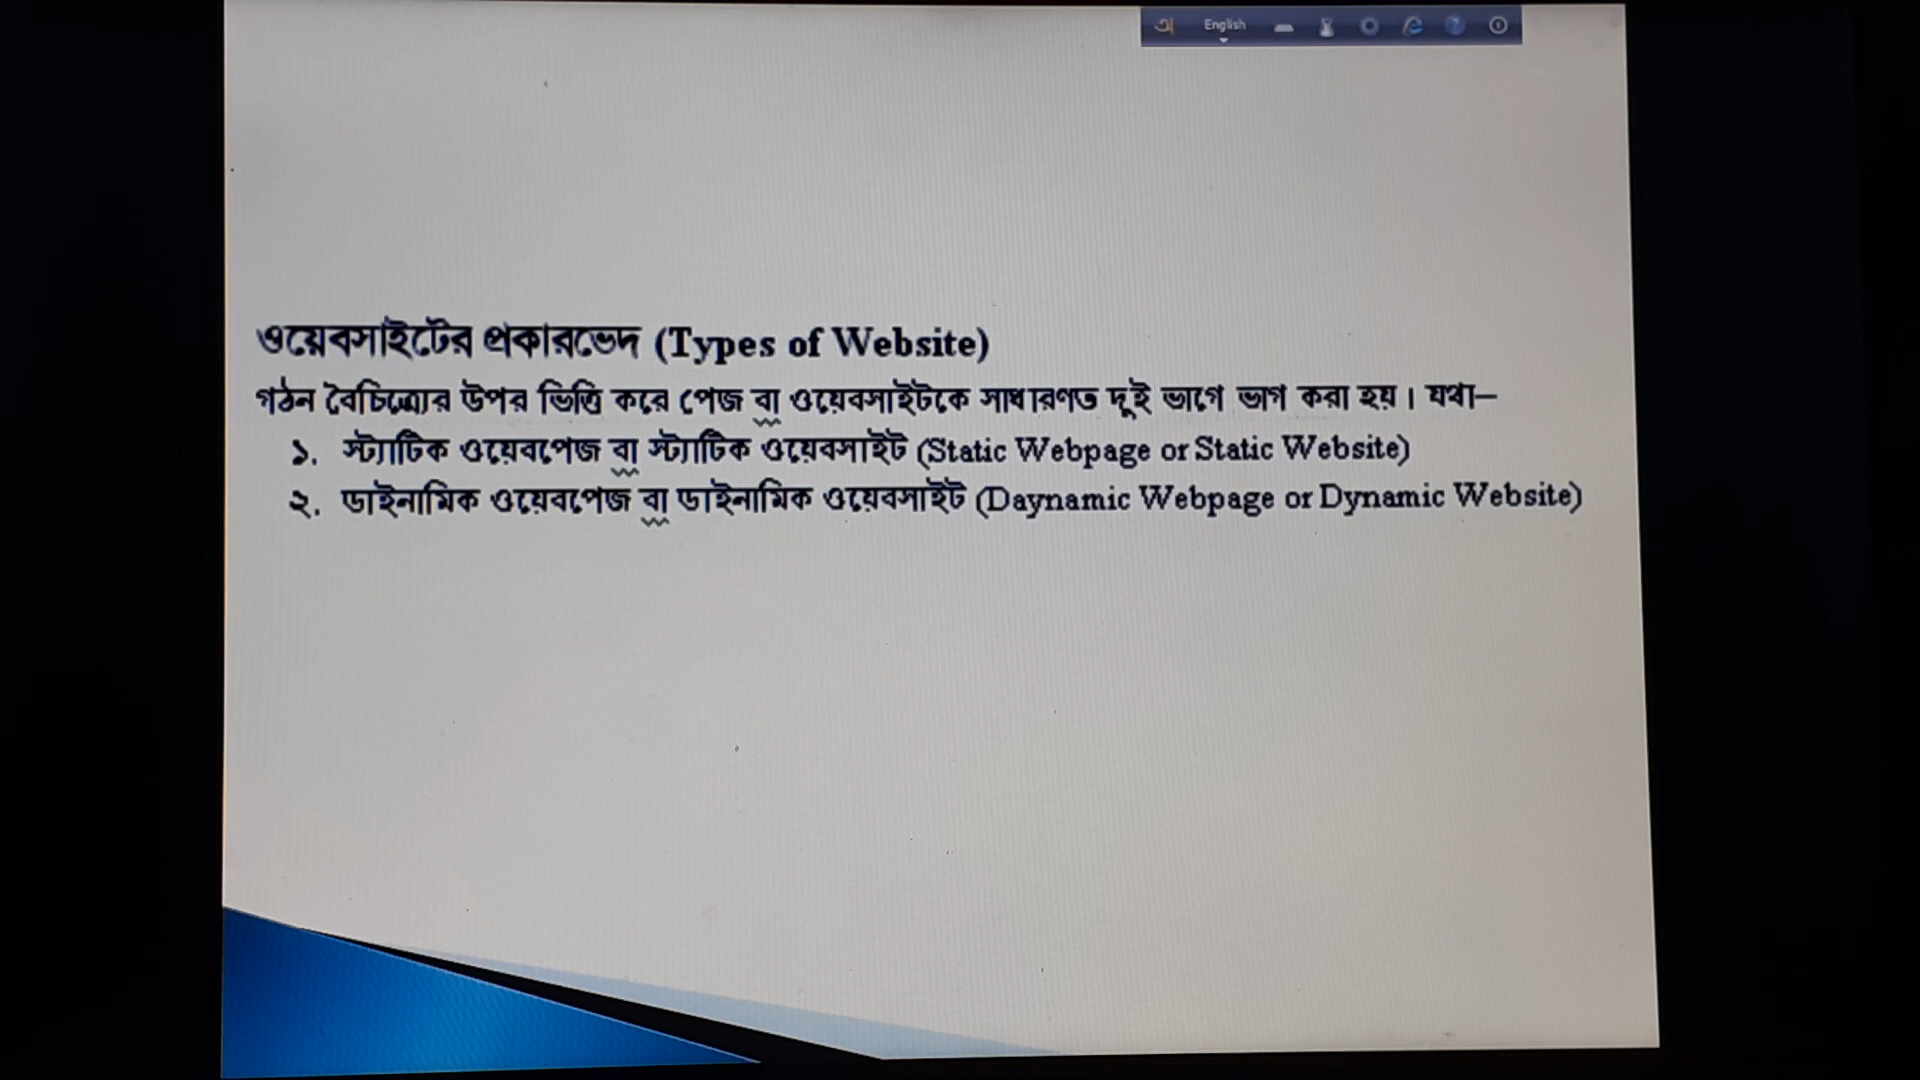 অ English
ওয়েবসাইটের প্রকারভেদ (Types of Website)
গঠন বৈচিত্র্যের উপর ভিত্তি করে পেজ বা ওয়েবসাইটকে সাধারণত দুই ভাগে ভাগ করা হয়। যথা–
১. স্ট্যাটিক ওয়েবপেজ বা স্ট্যাটিক ওয়েবসাইট (Static Webpage or Static Website)
২. ডাইনামিক ওয়েবপেজ বা ডাইনামিক ওয়েবসাইট (Daynamic Webpage or Dynamic Website)